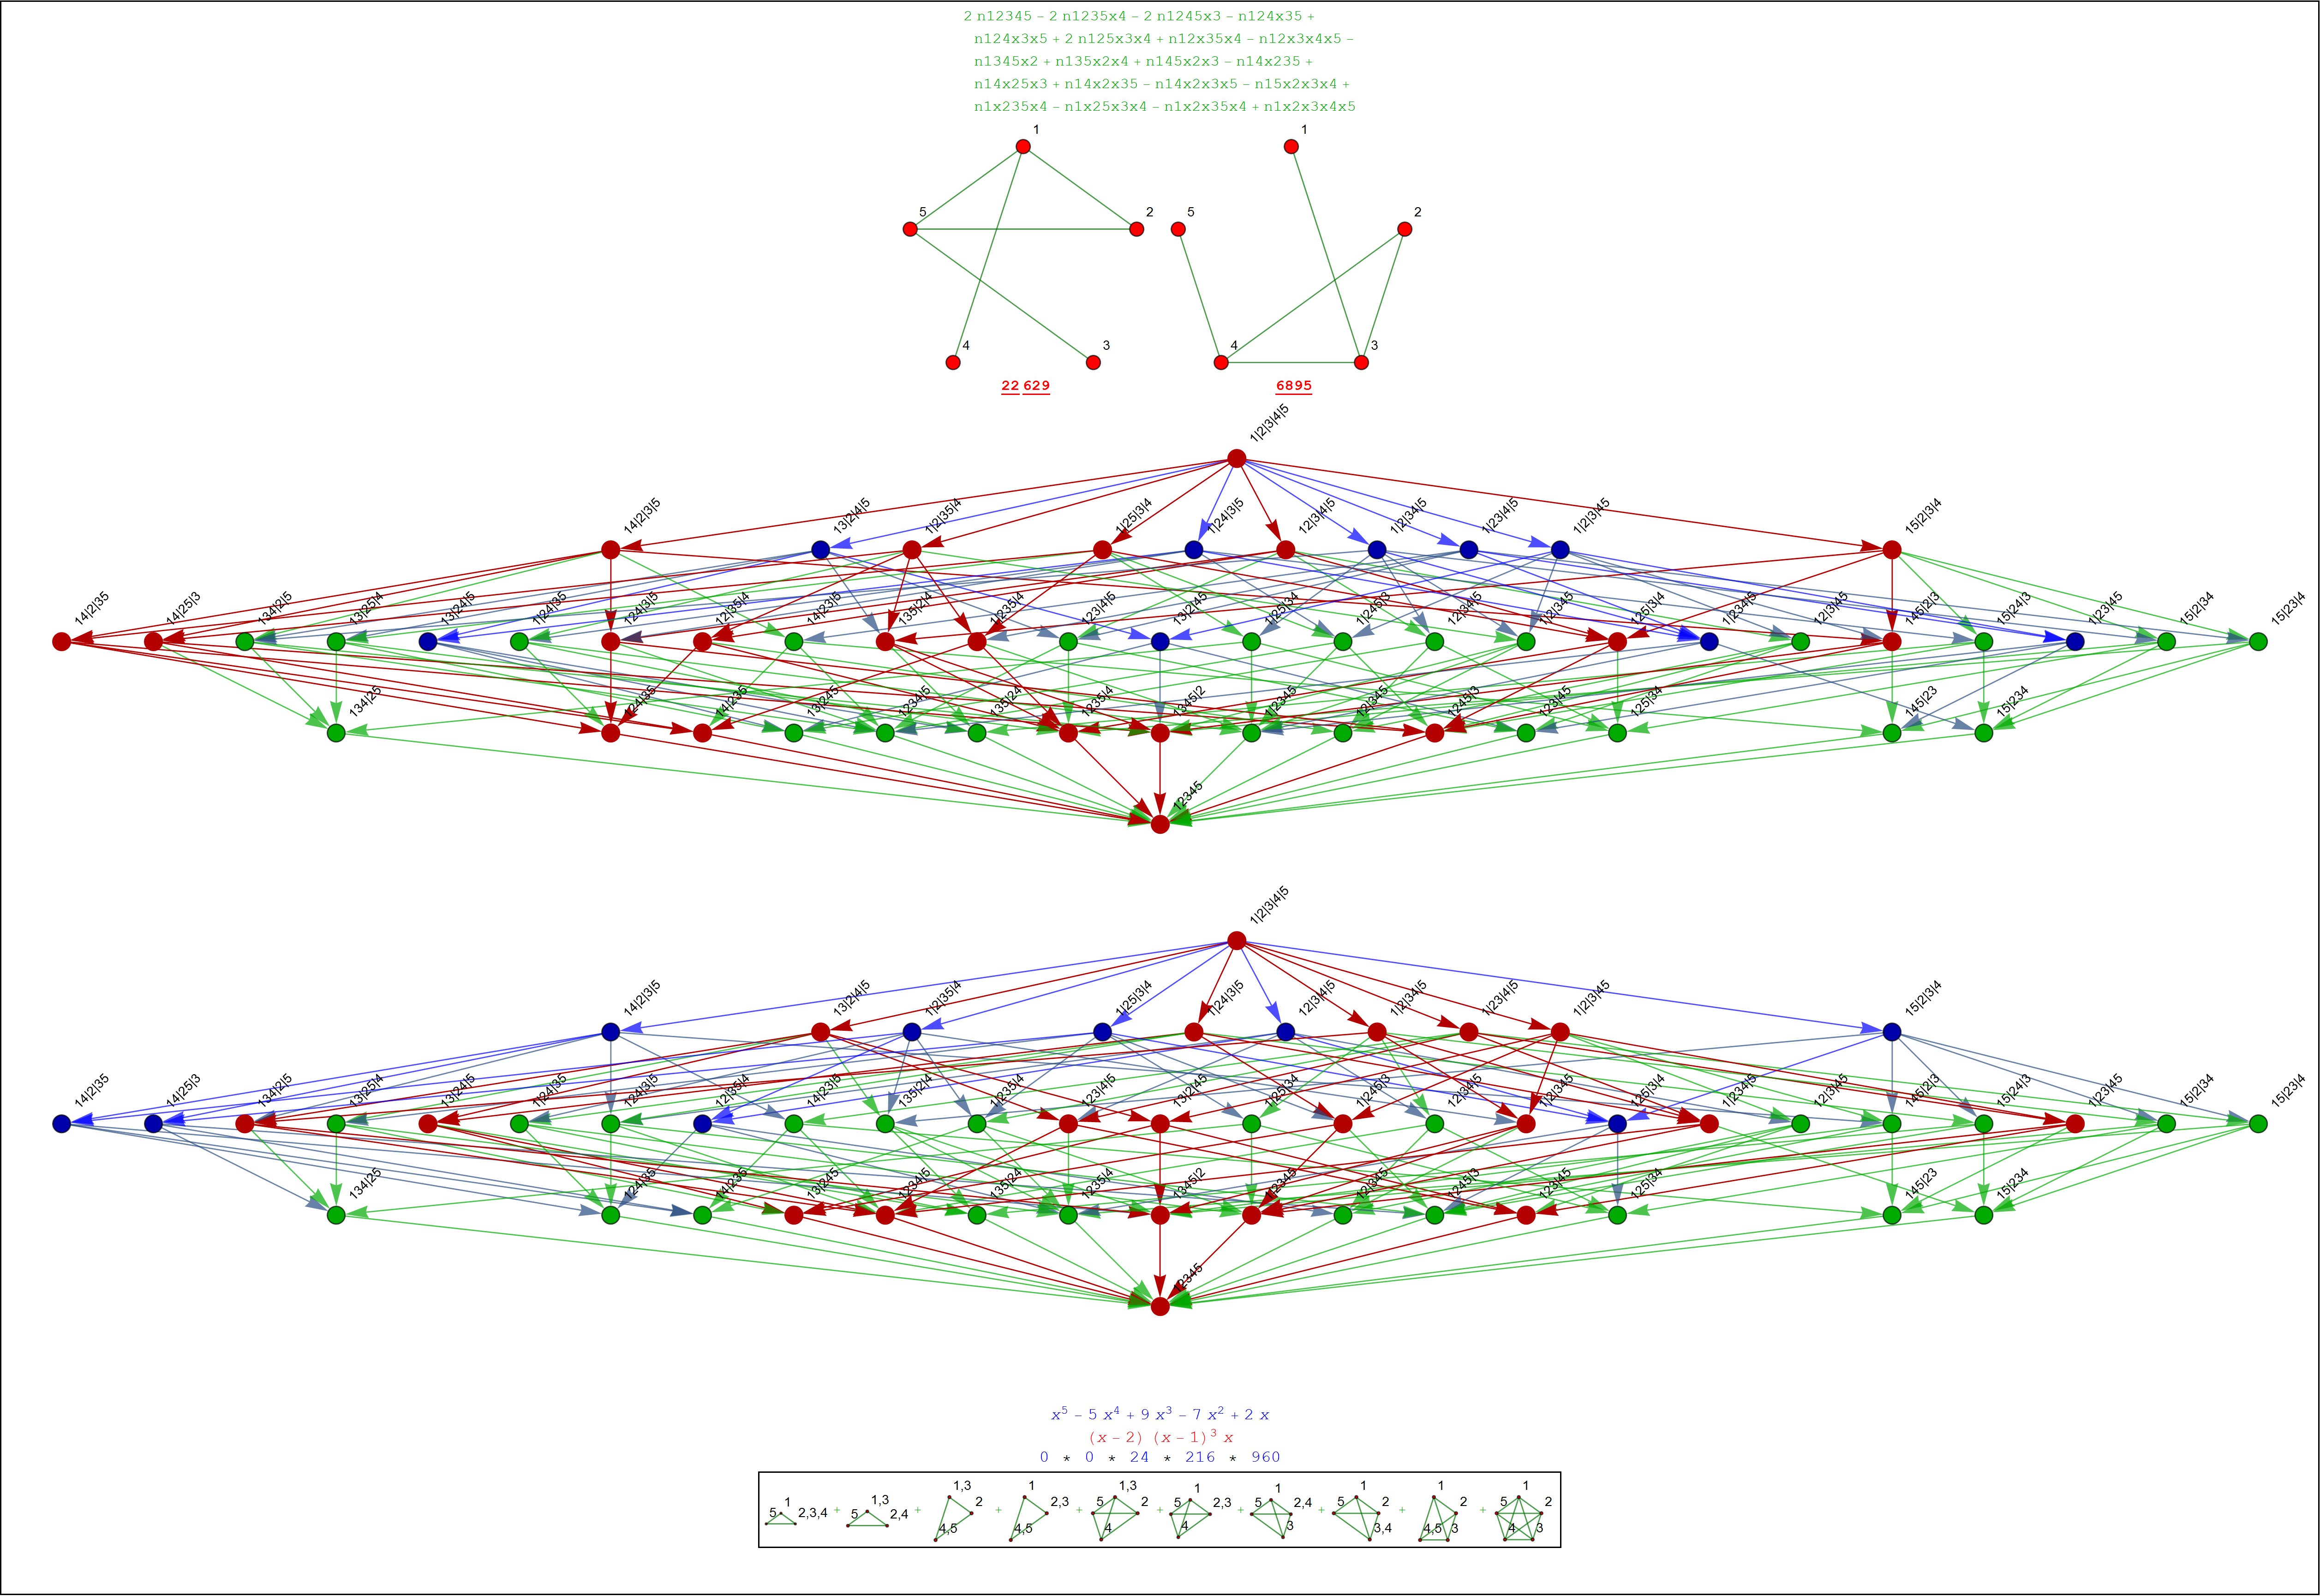 2 n12345 − 2 n1235x4 − 2 n1245x3 − n124x35 +
n124x3x5 + 2 n125x3x4 + n12x35x4 − n12x3x4x5 −
n1345x2 + n135x2x4 + n145x2x3 − n14x235 +
n14x25x3 + n14x2x35 − n14x2x3x5 − n15x2x3x4 +
n1x235x4 − n1x25x3x4 − n1x2x35x4 + n1x2x3x4x5
1 1
5 2 5 2
4 3 4 3
22 629 6895
1|2|3|4|5
14|2|3|5 13|2|4|5 1|2|35|4 1|25|3|4 1|24|3|5 12|3|4|5 1|2|34|5 1|23|4|5 1|2|3|45 15|2|3|4
14|2|35 14|25|3 134|2|5 13|25|4 13|24|5 1|24|35 124|3|5 12|35|4 14|23|5 135|2|4 1|235|4 123|4|5 13|2|45 1|25|34 1|245|3 12|34|5 1|2|345 125|3|4 1|234|5 12|3|45 145|2|3 15|24|3 1|23|45 15|2|34 15|23|4
134|25 124|35 14|235 13|245 1234|5 135|24 1235|4 1345|2 1|2345 12|345 1245|3 123|45 125|34 145|23 15|234
12345
1|2|3|4|5
14|2|3|5 13|2|4|5 1|2|35|4 1|25|3|4 1|24|3|5 12|3|4|5 1|2|34|5 1|23|4|5 1|2|3|45 15|2|3|4
14|2|35 14|25|3 134|2|5 13|25|4 13|24|5 1|24|35 124|3|5 12|35|4 14|23|5 135|2|4 1|235|4 123|4|5 13|2|45 1|25|34 1|245|3 12|34|5 1|2|345 125|3|4 1|234|5 12|3|45 145|2|3 15|24|3 1|23|45 15|2|34 15|23|4
134|25 124|35 14|235 13|245 1234|5 135|24 1235|4 1345|2 1|2345 12|345 1245|3 123|45 125|34 145|23 15|234
12345
x⁵ − 5 x⁴ + 9 x³ − 7 x² + 2 x
(x − 2) (x − 1)³ x
0 * 0 * 24 * 216 * 960
5 1 2,3,4 + 5 1,3 2,4 + 1,3 2 4,5 + 1 2,3 4,5 + 5 1,3 2 4 + 5 1 2,3 4 + 5 1 2,4 3 + 5 1 2 3,4 + 1 2 4,5 3 + 5 1 2 4 3